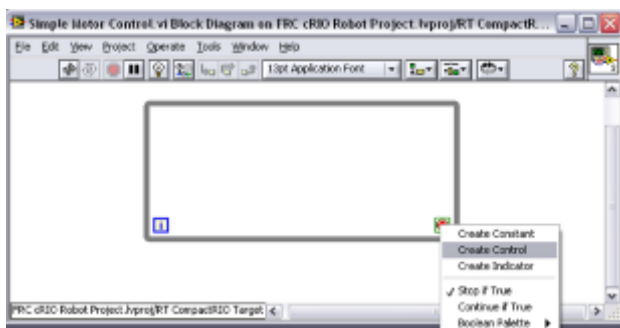 Simple Motor Control.vi Block Diagram on FRC cRIO Robot Project.lvproj/RT CompactR...
File Edit View Project Operate Tools Window Help
13pt Application Font
i
Create Constant
Create Control
Create Indicator
Stop if True
Continue if True
Boolean Palette
FRC cRIO Robot Project.lvproj/RT CompactRIO Target